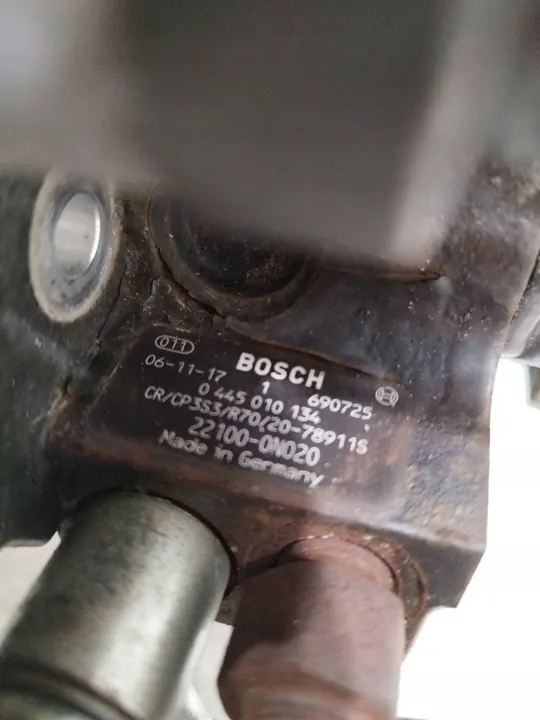 011
06-11-17 BOSCH
1 690725
0 445 010 134
CR/CP3S3/R70/20-78911S
22100-0N020
Made in Germany